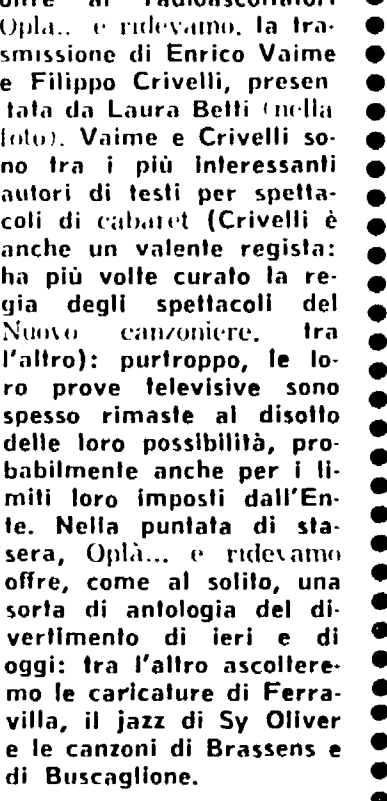 offre ai radioascoltatori
Opla.. e ridevamo. la tra-
smissione di Enrico Vaime
e Filippo Crivelli, presen
tata da Laura Betti (nella
foto). Vaime e Crivelli so-
no tra i più interessanti
autori di testi per spetta-
coli di cabaret (Crivelli è
anche un valente regista:
ha più volte curato la re-
gia degli spettacoli del
Nuovo canzoniere. tra
l'altro): purtroppo, le lo-
ro prove televisive sono
spesso rimaste al disotto
delle loro possibilità, pro-
babilmente anche per i li-
miti loro imposti dall'En-
te. Nella puntata di sta-
sera, Oplà... e ridevamo
offre, come al solito, una
sorta di antologia del di-
vertimento di ieri e di
oggi: tra l'altro ascoltere-
mo le caricature di Ferra-
villa, il jazz di Sy Oliver
e le canzoni di Brassens e
di Buscaglione.